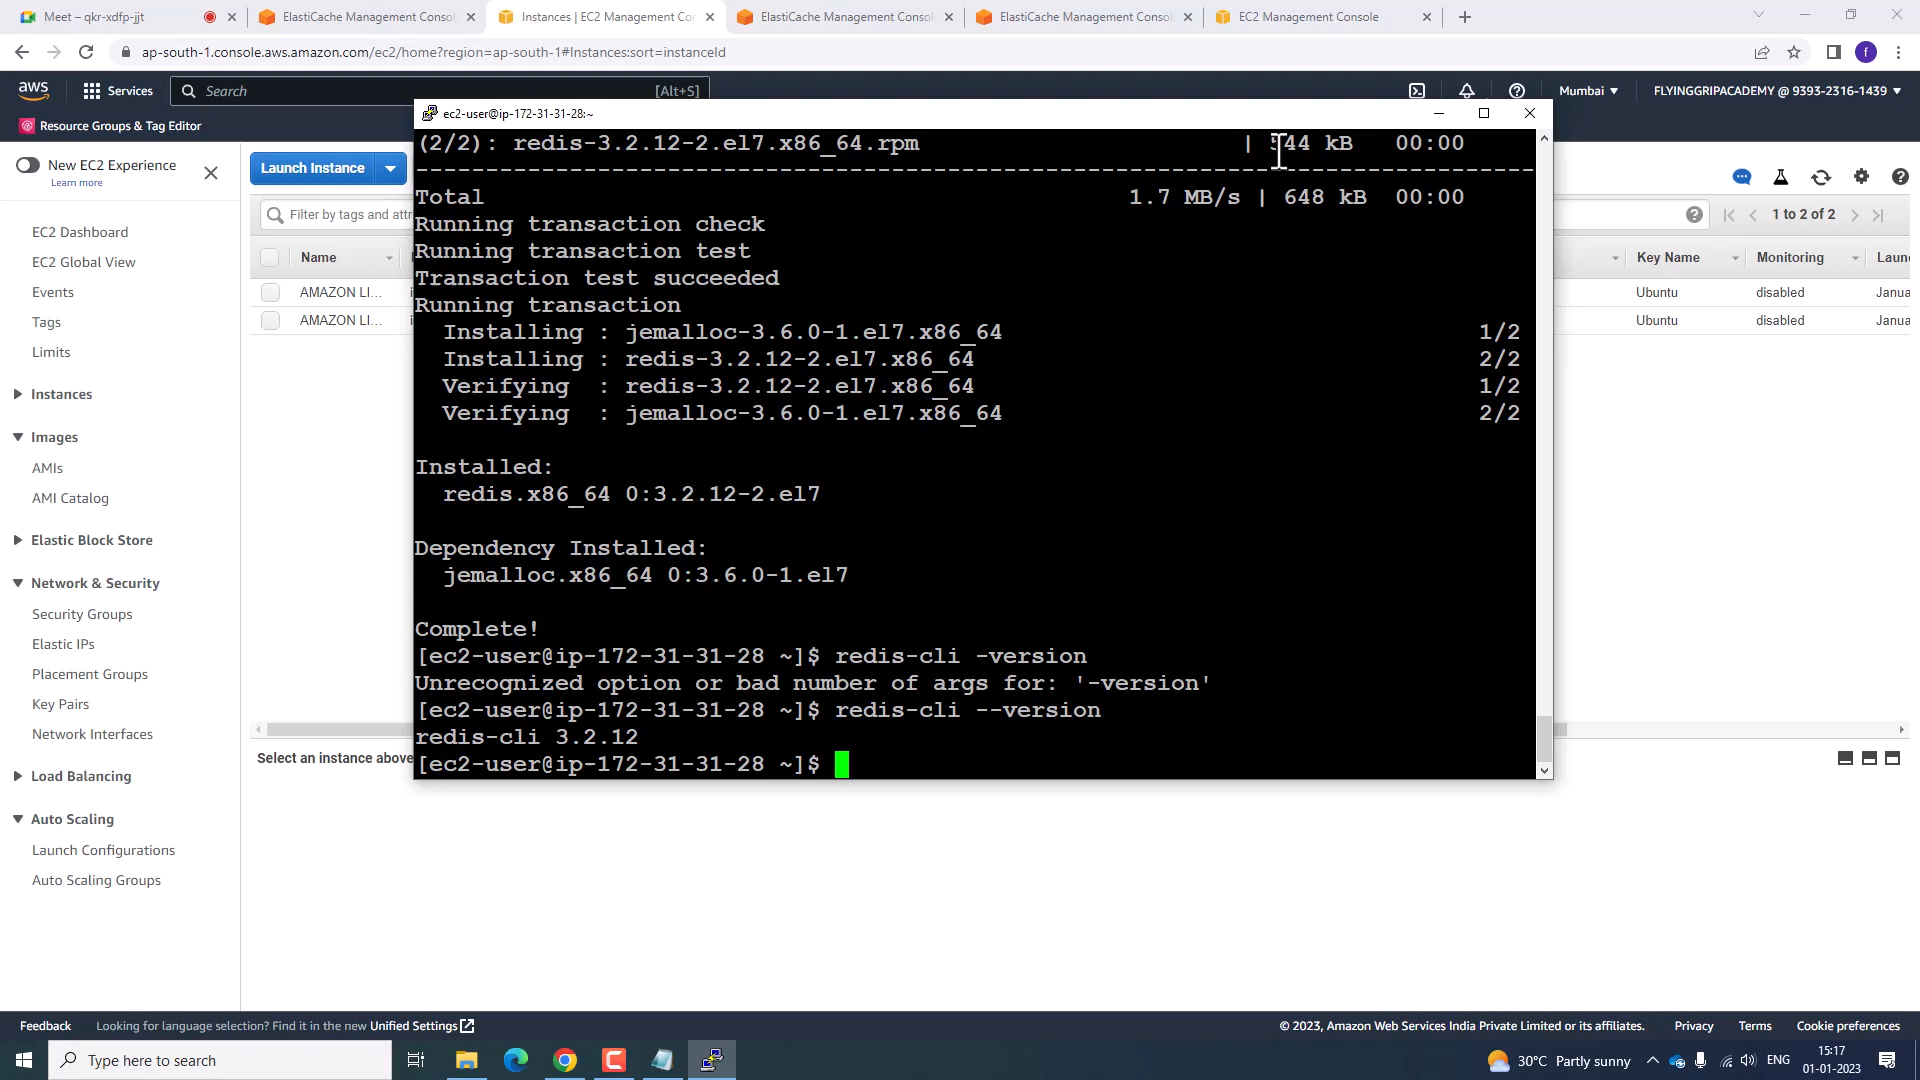 Meet – qkr-xdfp-jjt
ElastiCache Management Conso
Instances | EC2 Management Co
ElastiCache Management Conso
ElastiCache Management Conso
EC2 Management Console
ap-south-1.console.aws.amazon.com/ec2/home?region=ap-south-1#Instances:sort=instanceId
f
aws
Services
Search
[Alt+S]
Mumbai
FLYINGGRIPACADEMY @ 9393-2316-1439
Resource Groups & Tag Editor
New EC2 Experience
Learn more
EC2 Dashboard
EC2 Global View
Events
Tags
Limits
Instances
Images
AMIs
AMI Catalog
Elastic Block Store
Network & Security
Security Groups
Elastic IPs
Placement Groups
Key Pairs
Network Interfaces
Load Balancing
Auto Scaling
Launch Configurations
Auto Scaling Groups
Launch Instance
Filter by tags and attr
1 to 2 of 2
Name
Key Name
Monitoring
Laun
AMAZON LI...
Ubuntu
disabled
Janua
AMAZON LI...
Ubuntu
disabled
Janua
Select an instance above
ec2-user@ip-172-31-31-28:~
(2/2): redis-3.2.12-2.el7.x86_64.rpm | 544 kB 00:00
--------------------------------------------------------------------------------
Total 1.7 MB/s | 648 kB 00:00
Running transaction check
Running transaction test
Transaction test succeeded
Running transaction
Installing : jemalloc-3.6.0-1.el7.x86_64 1/2
Installing : redis-3.2.12-2.el7.x86_64 2/2
Verifying : redis-3.2.12-2.el7.x86_64 1/2
Verifying : jemalloc-3.6.0-1.el7.x86_64 2/2
Installed:
redis.x86_64 0:3.2.12-2.el7
Dependency Installed:
jemalloc.x86_64 0:3.6.0-1.el7
Complete!
[ec2-user@ip-172-31-31-28 ~]$ redis-cli -version
Unrecognized option or bad number of args for: '-version'
[ec2-user@ip-172-31-31-28 ~]$ redis-cli --version
redis-cli 3.2.12
[ec2-user@ip-172-31-31-28 ~]$
Feedback
Looking for language selection? Find it in the new Unified Settings
© 2023, Amazon Web Services India Private Limited or its affiliates.
Privacy
Terms
Cookie preferences
Type here to search
30°C Partly sunny
ENG
15:17
01-01-2023